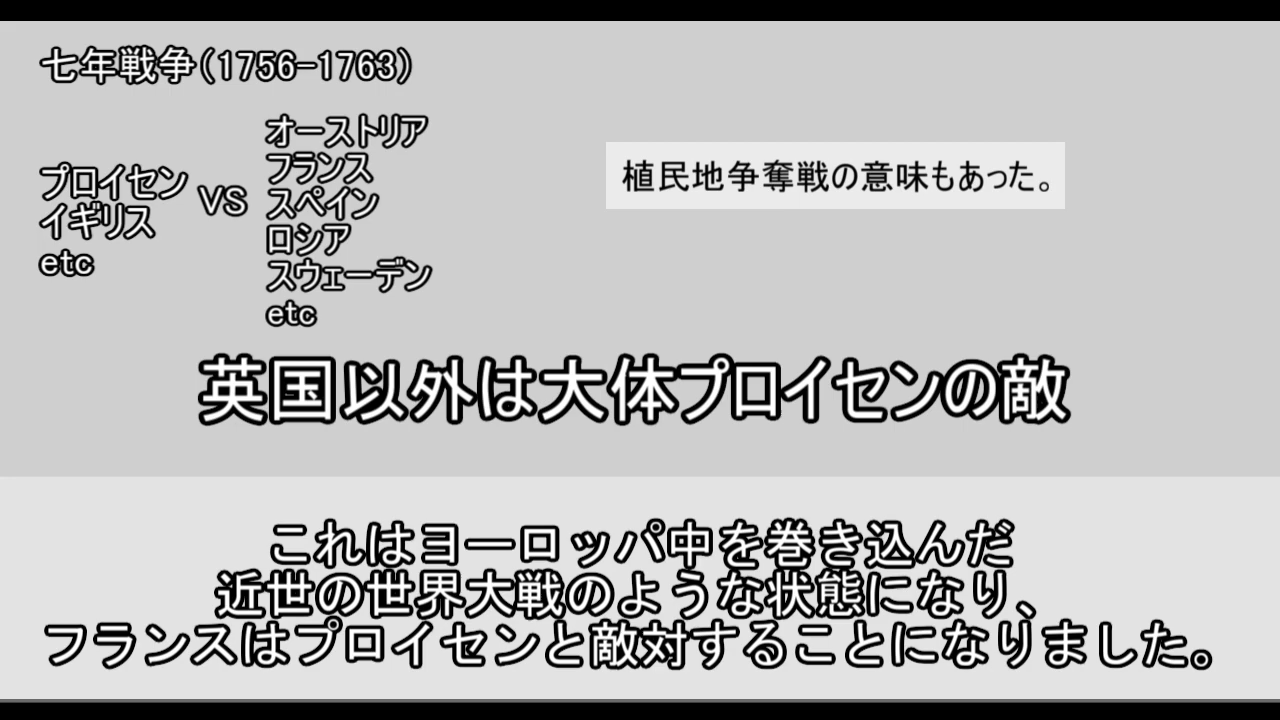 七年戦争(1756-1763)
プロイセン
イギリス
etc
VS
オーストリア
フランス
スペイン
ロシア
スウェーデン
etc
植民地争奪戦の意味もあった。
英国以外は大体プロイセンの敵
これはヨーロッパ中を巻き込んだ
近世の世界大戦のような状態になり、
フランスはプロイセンと敵対することになりました。